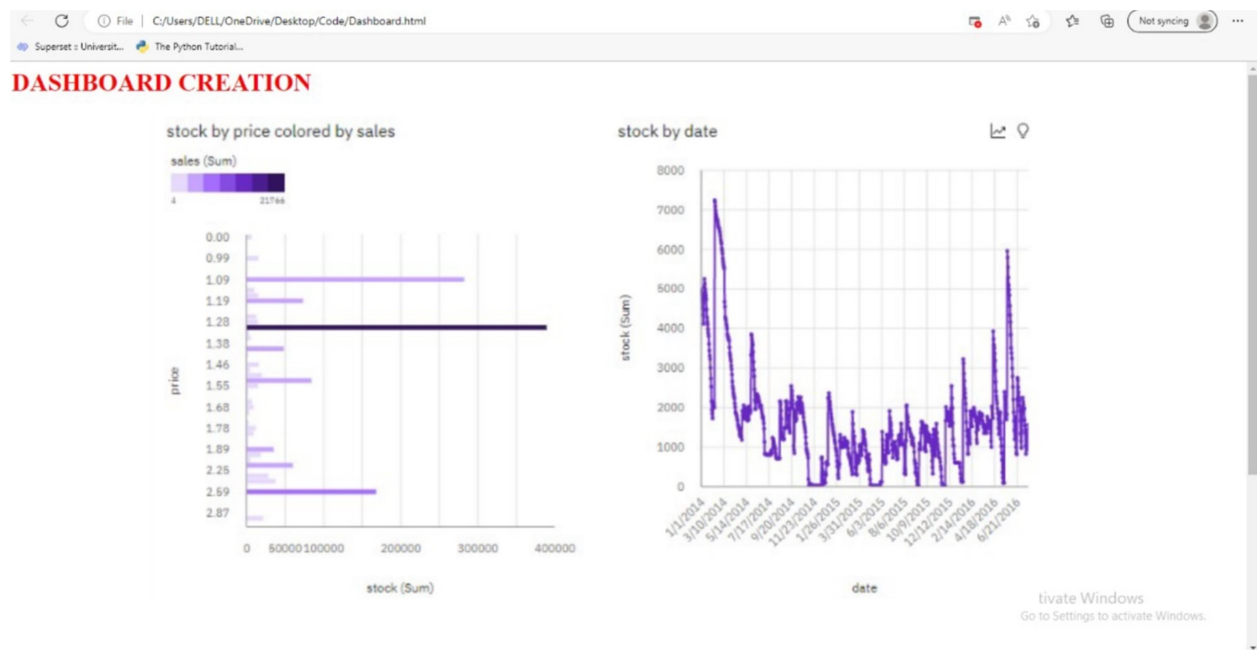 File | C:/Users/DELL/OneDrive/Desktop/Code/Dashboard.html
Not syncing
Superset :: Universit...
The Python Tutorial...
DASHBOARD CREATION
stock by price colored by sales
sales (Sum)
4 21766
price
0.00
0.99
1.09
1.19
1.28
1.38
1.46
1.55
1.68
1.78
1.89
2.25
2.59
2.87
0 50000 100000 200000 300000 400000
stock (Sum)
stock by date
stock (Sum)
8000
7000
6000
5000
4000
3000
2000
1000
0
1/1/2014 3/10/2014 5/14/2014 7/17/2014 9/20/2014 11/23/2014 1/26/2015 3/31/2015 6/3/2015 8/6/2015 10/9/2015 12/12/2015 2/14/2016 4/18/2016 6/21/2016
date
tivate Windows
Go to Settings to activate Windows.